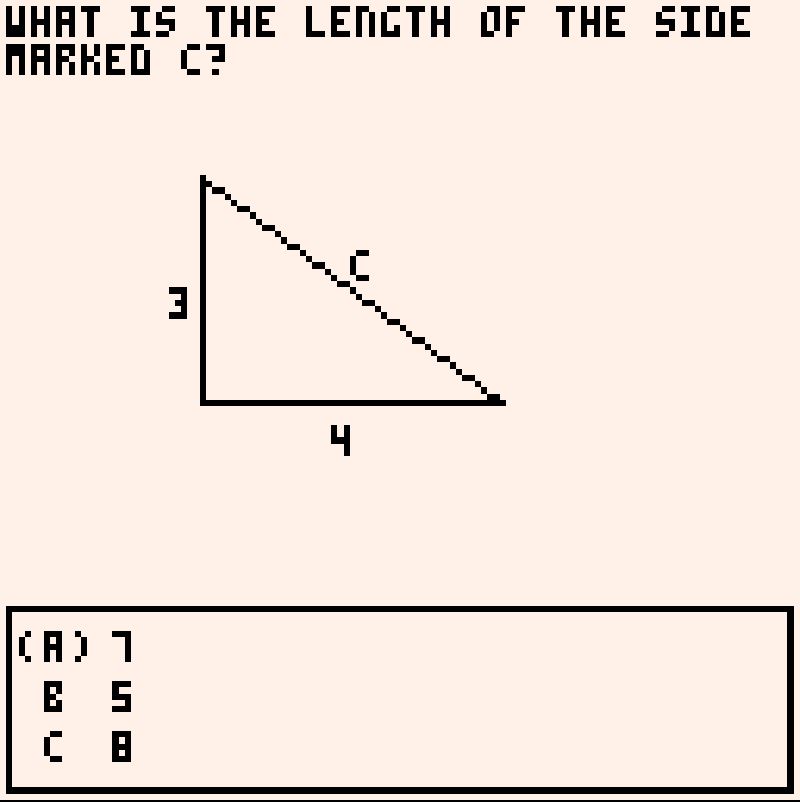 WHAT IS THE LENGTH OF THE SIDE
MARKED C?
C
3
4
(A) 7
B 5
C 8